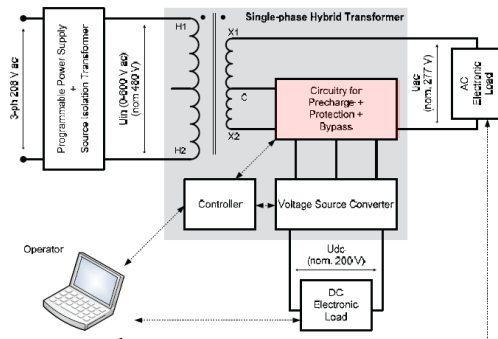 Single-phase Hybrid Transformer
3-ph 208 V ac
Programmable Power Supply
+
Source Isolation Transformer
Uin (0-600 V ac)
(nom 480 V)
H1
H2
X1
C
X2
Circuitry for
Precharge +
Protection +
Bypass
Uac
(nom. 277 V)
AC
Electronic
Load
Controller
Voltage Source Converter
Operator
Udc
(nom. 200 V)
DC
Electronic
Load